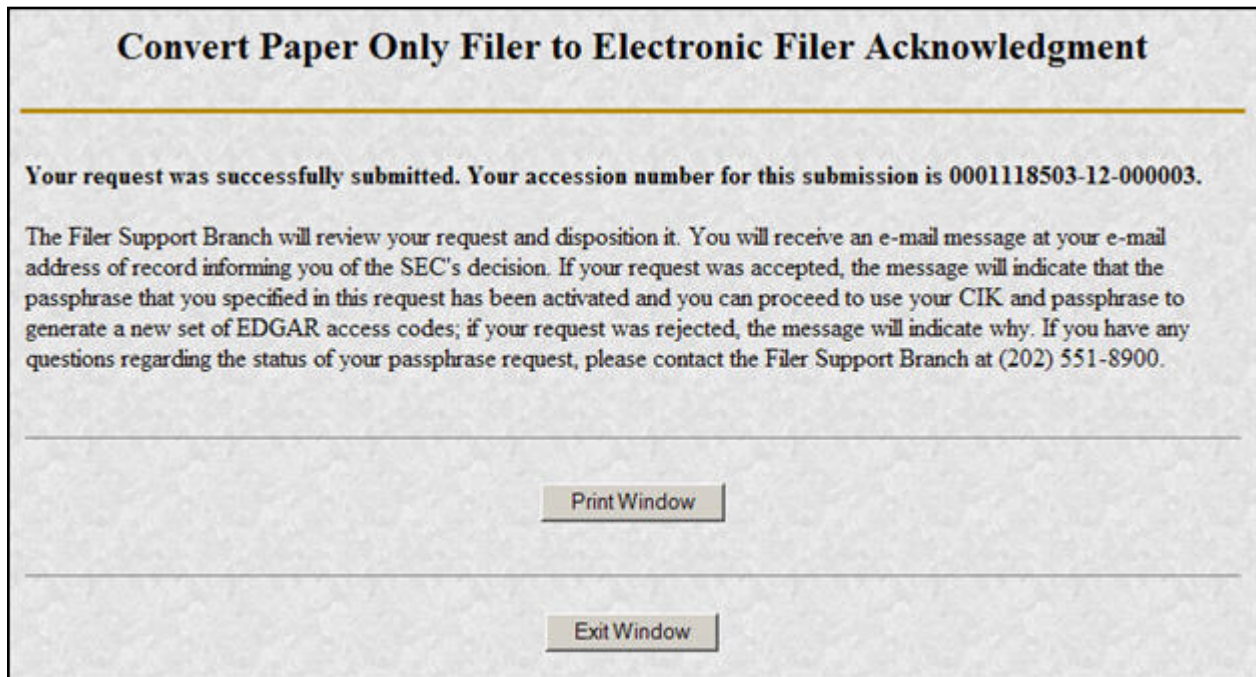 Convert Paper Only Filer to Electronic Filer Acknowledgment
Your request was successfully submitted. Your accession number for this submission is 0001118503-12-000003.
The Filer Support Branch will review your request and disposition it. You will receive an e-mail message at your e-mail
address of record informing you of the SEC's decision. If your request was accepted, the message will indicate that the
passphrase that you specified in this request has been activated and you can proceed to use your CIK and passphrase to
generate a new set of EDGAR access codes; if your request was rejected, the message will indicate why. If you have any
questions regarding the status of your passphrase request, please contact the Filer Support Branch at (202) 551-8900.
Print Window
Exit Window